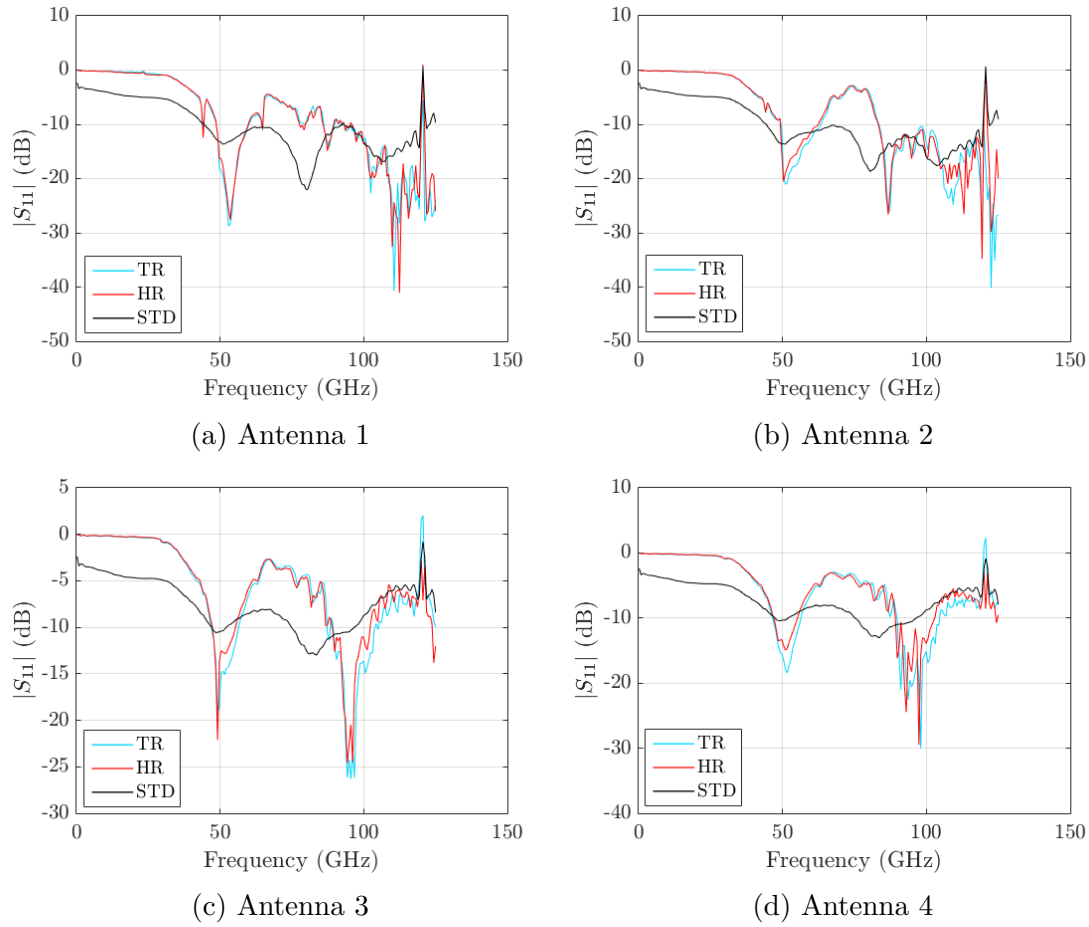 10
0
-10
-20
-30
-40
-50
|S11| (dB)
TR
HR
STD
0 50 100 150
Frequency (GHz)
(a) Antenna 1
10
0
-10
-20
-30
-40
-50
|S11| (dB)
TR
HR
STD
0 50 100 150
Frequency (GHz)
(b) Antenna 2
5
0
-5
-10
-15
-20
-25
-30
|S11| (dB)
TR
HR
STD
0 50 100 150
Frequency (GHz)
(c) Antenna 3
10
0
-10
-20
-30
-40
|S11| (dB)
TR
HR
STD
0 50 100 150
Frequency (GHz)
(d) Antenna 4